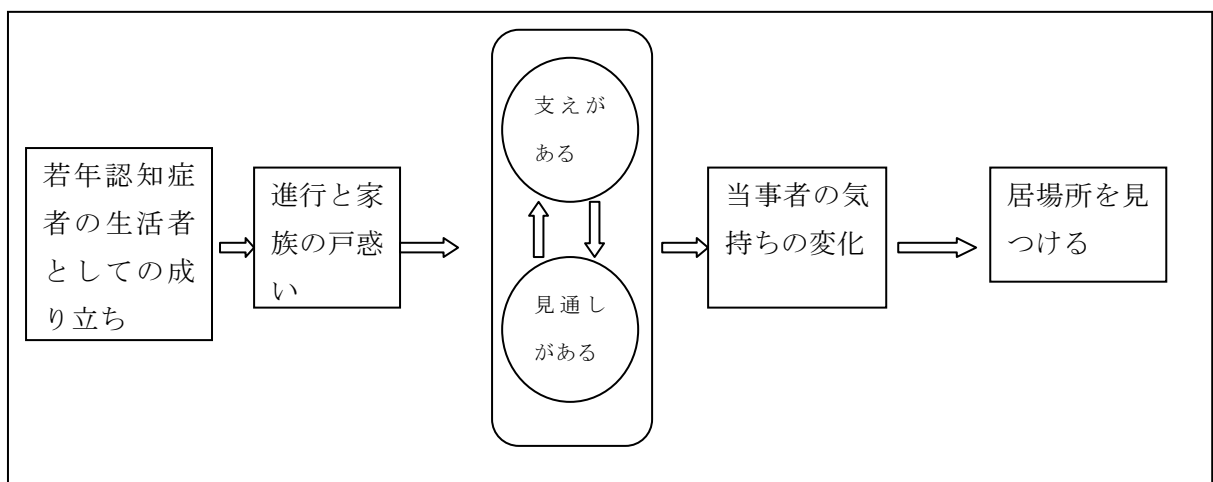 若年認知症
者の生活者
としての成
り立ち
進行と家
族の戸惑
い
支えが
ある
見通し
がある
当事者の気
持ちの変化
居場所を見
つける